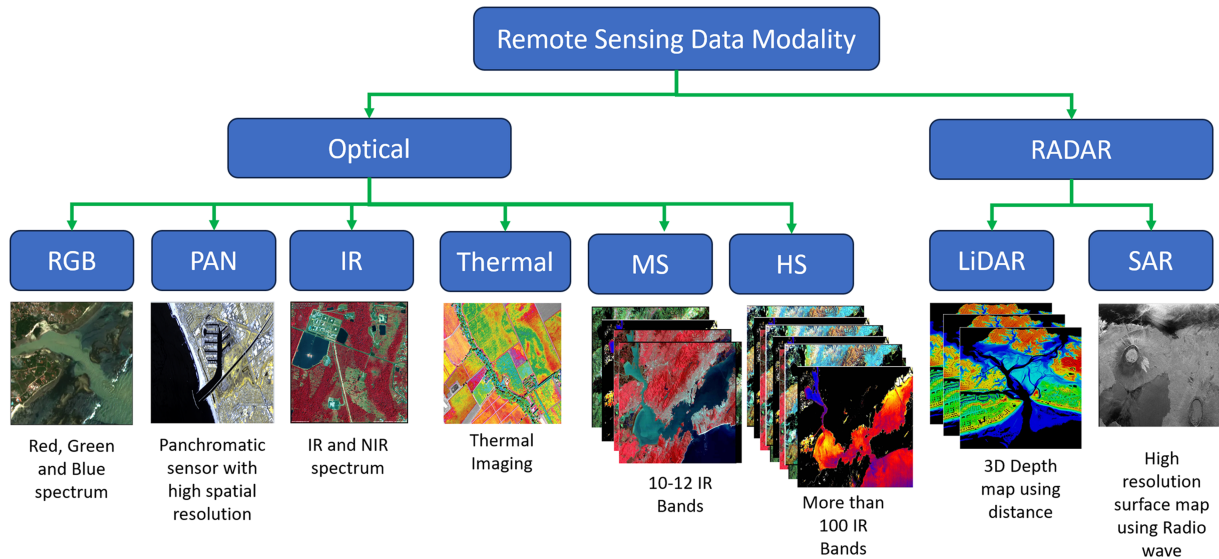 Remote Sensing Data Modality
Optical
RADAR
RGB
PAN
IR
Thermal
MS
HS
LiDAR
SAR
Red, Green
and Blue
spectrum
Panchromatic
sensor with
high spatial
resolution
IR and NIR
spectrum
Thermal
Imaging
10-12 IR
Bands
More than
100 IR
Bands
3D Depth
map using
distance
High
resolution
surface map
using Radio
wave